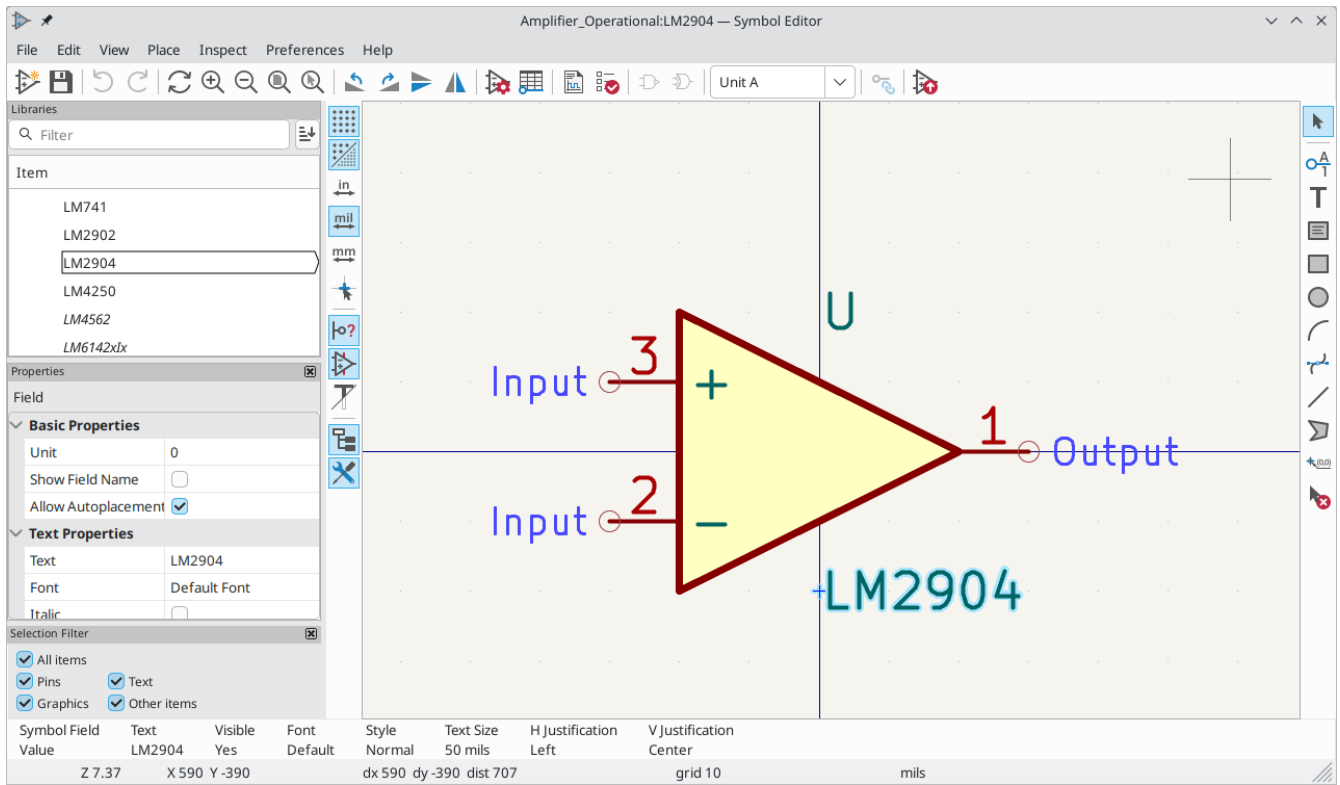 Amplifier_Operational:LM2904 — Symbol Editor
File Edit View Place Inspect Preferences Help
Unit A
Libraries
Filter
Item
LM741
LM2902
LM2904
LM4250
LM4562
LM6142xIx
Properties
Field
Basic Properties
Unit 0
Show Field Name
Allow Autoplacement
Text Properties
Text LM2904
Font Default Font
Italic
Selection Filter
All items
Pins Text
Graphics Other items
in
mil
mm
U
Input 3 +
1 Output
Input 2 −
LM2904
A
1
T
(0,0)
Symbol Field Text Visible Font Style Text Size H Justification V Justification
Value LM2904 Yes Default Normal 50 mils Left Center
Z 7.37 X 590 Y -390 dx 590 dy -390 dist 707 grid 10 mils